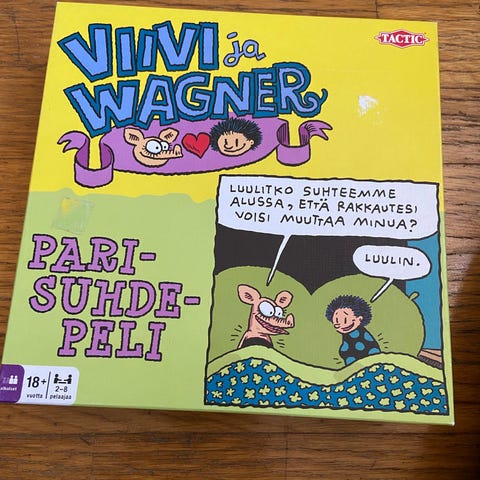 TACTIC
VIIVI ja
WAGNER
LUULITKO SUHTEEMME
ALUSSA, ETTÄ RAKKAUTESI
VOISI MUUTTAA MINUA?
LUULIN.
PARI-
SUHDE-
PELI
aikuiset
18+
vuotta
2-8
pelaajaa